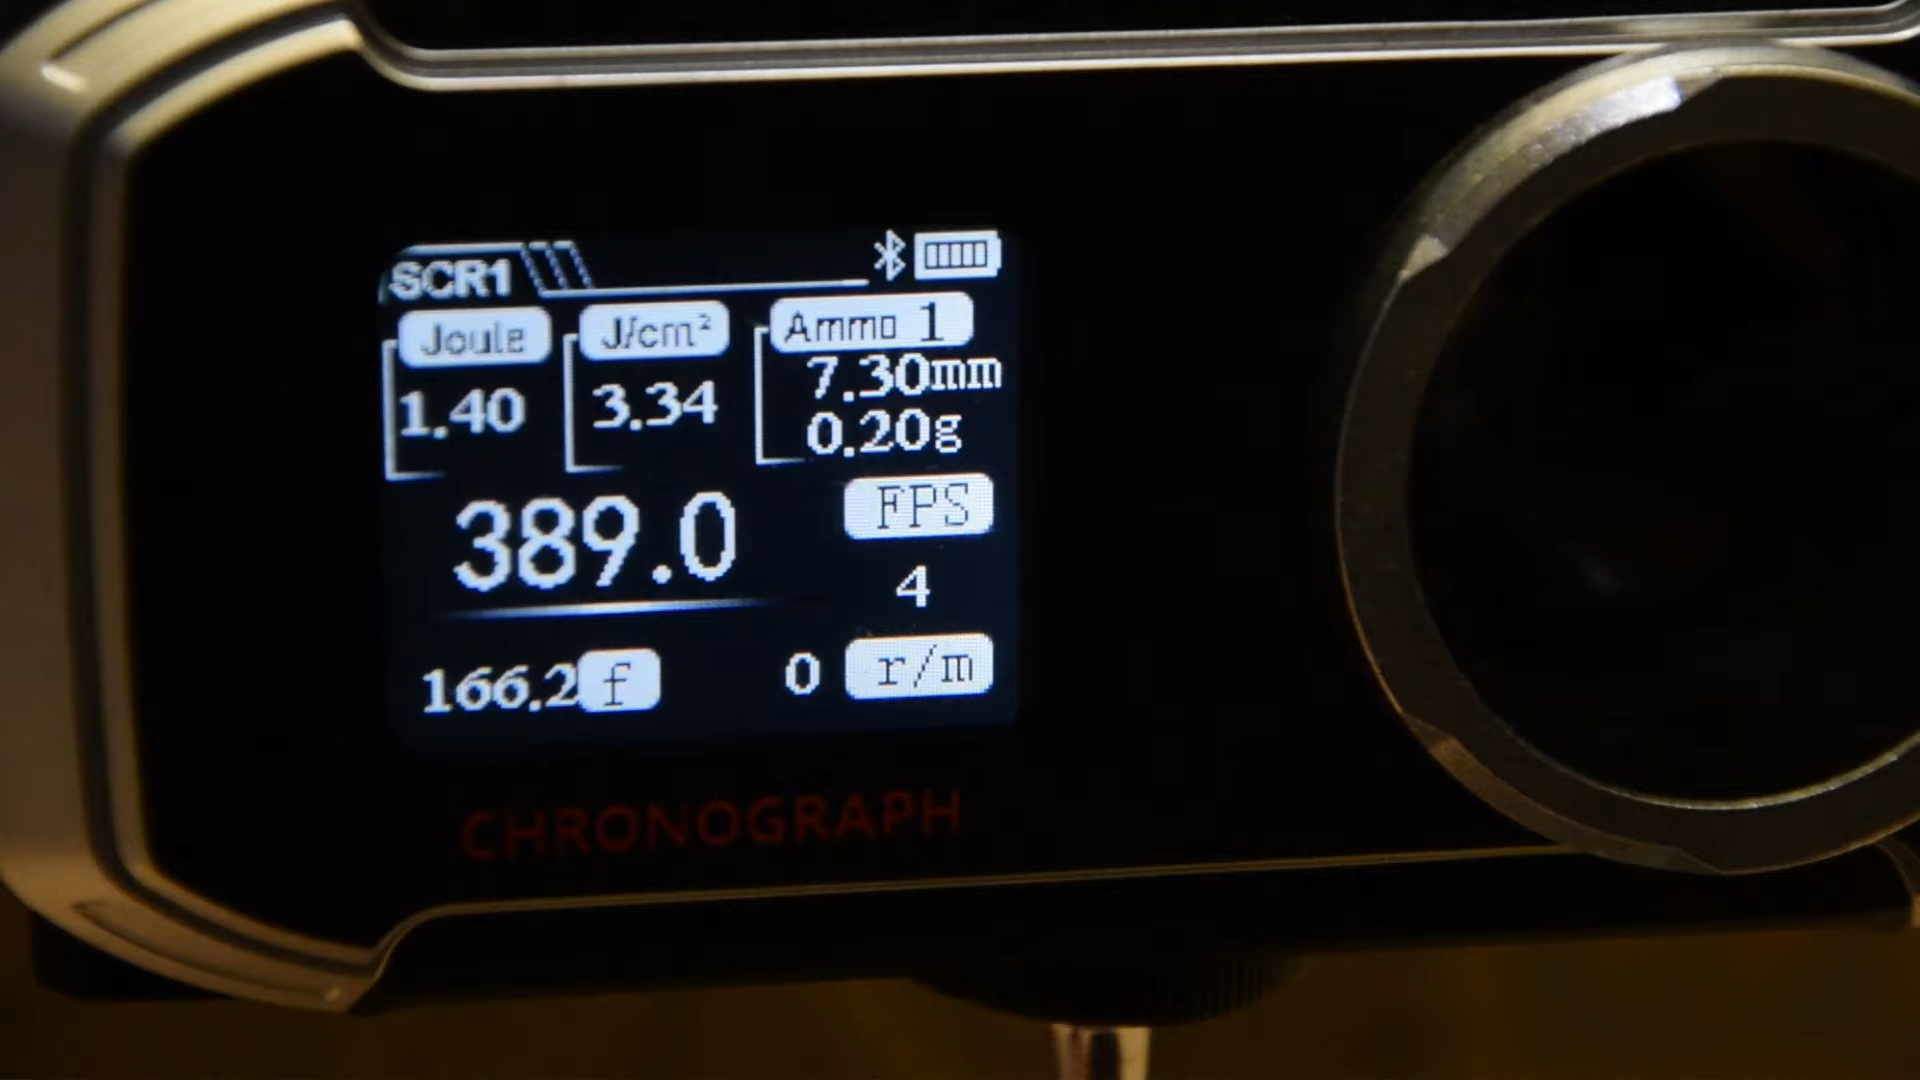 SCR1
Joule J/cm² Ammo 1
1.40 3.34 7.30mm
0.20g
389.0 FPS
4
166.2 f 0 r/m
CHRONOGRAPH